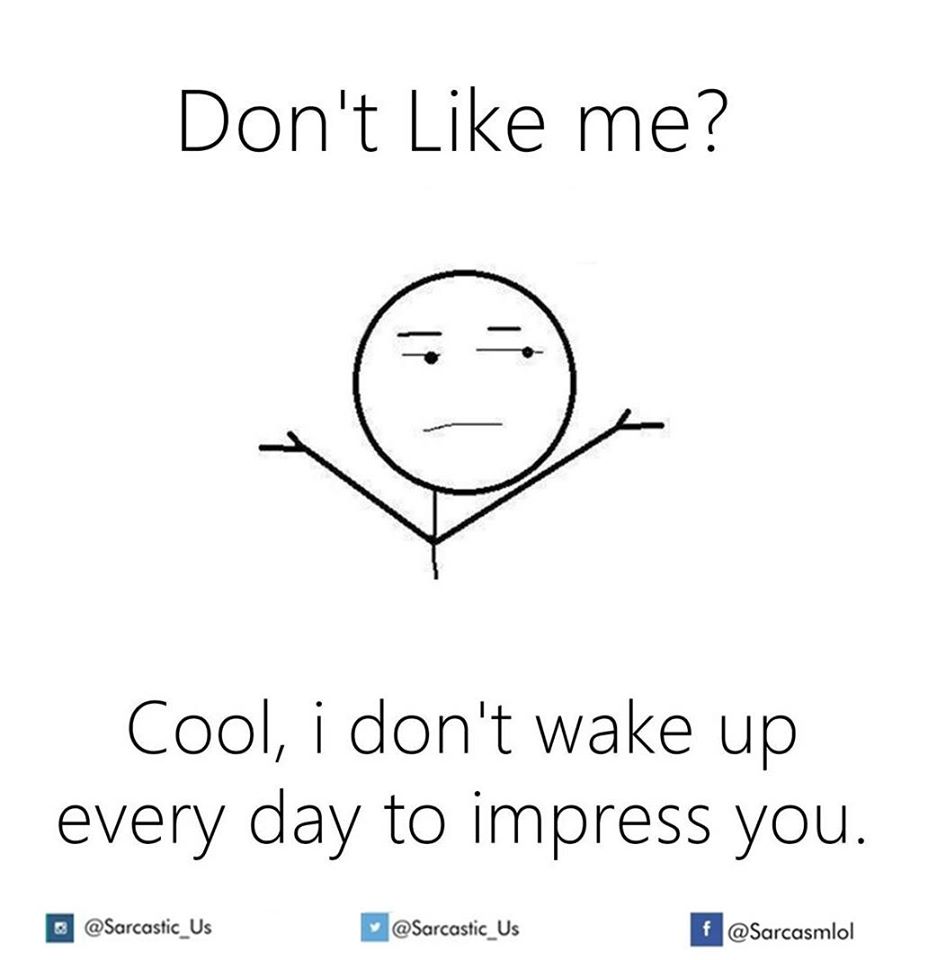 Don't Like me?
Cool, i don't wake up
every day to impress you.
@Sarcastic_Us @Sarcastic_Us @Sarcasmlol